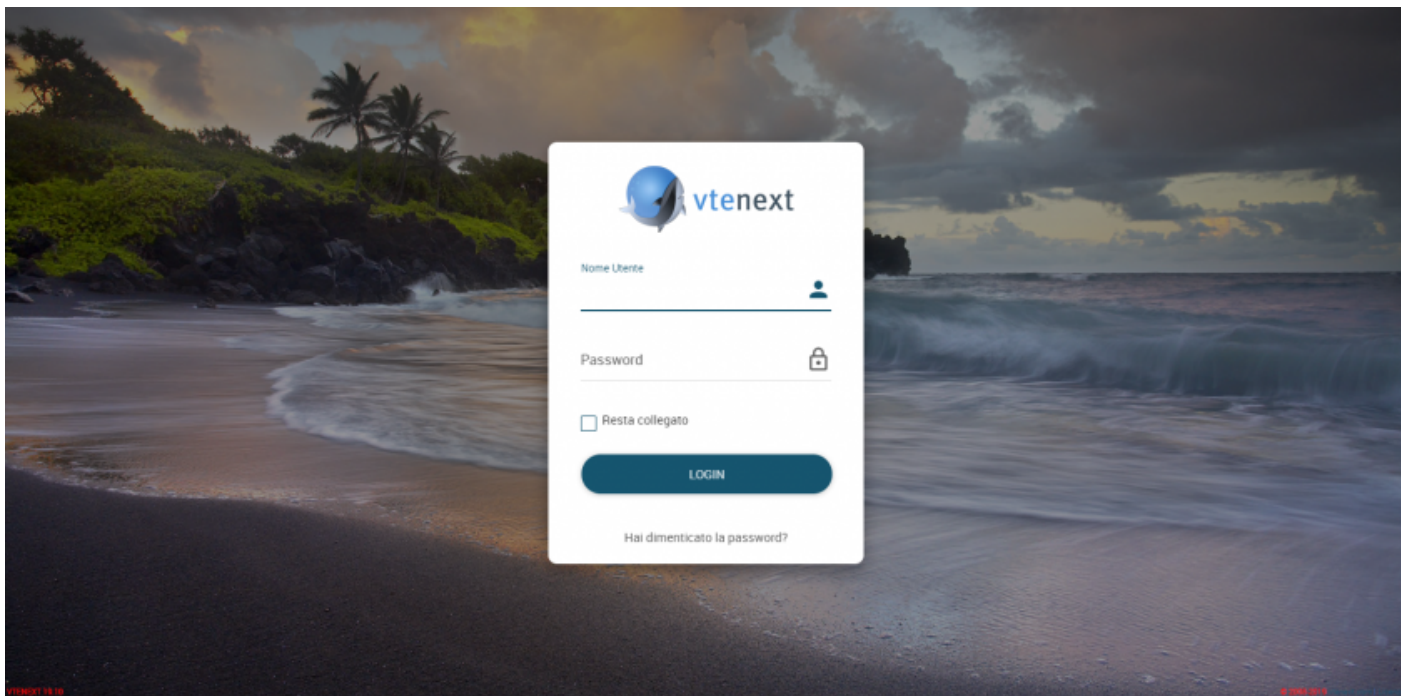 vtenext
Nome Utente
Password
Resta collegato
LOGIN
Hai dimenticato la password?